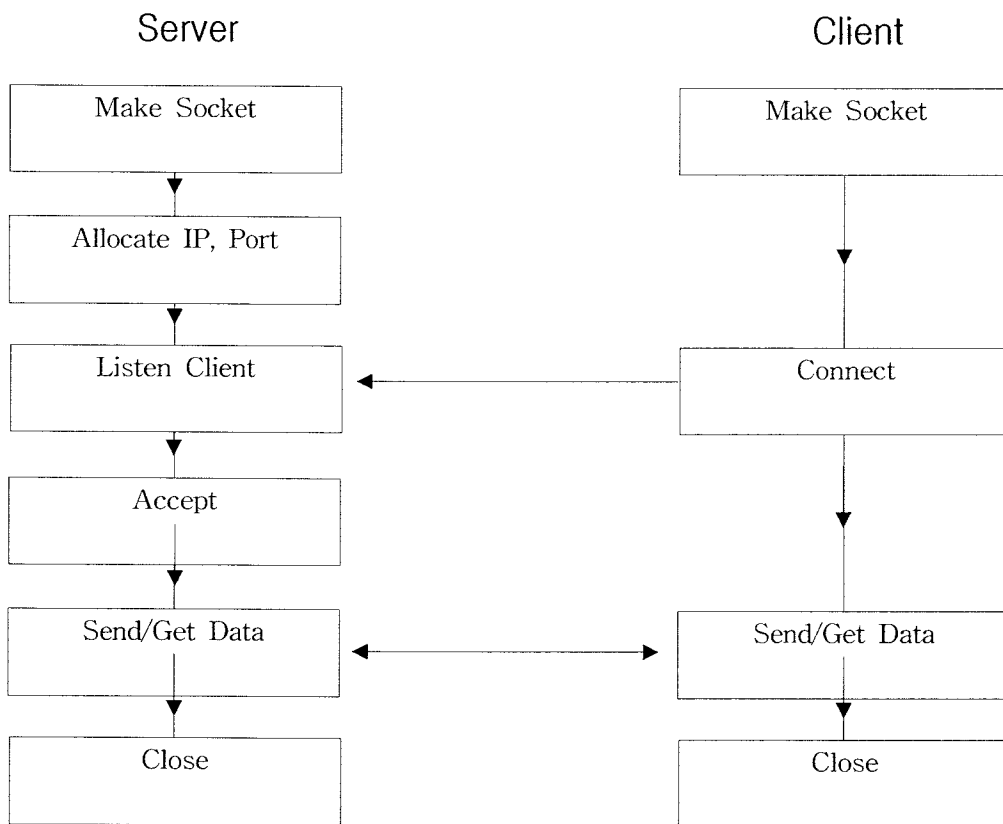 Server
Client
Make Socket
Make Socket
Allocate IP, Port
Listen Client
Connect
Accept
Send/Get Data
Send/Get Data
Close
Close